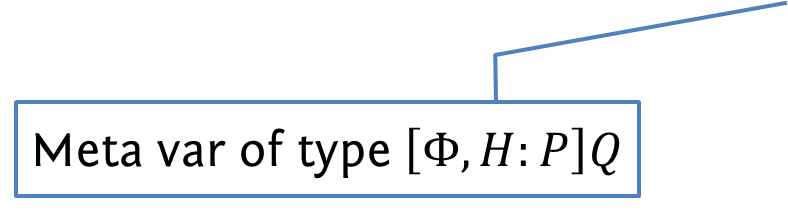 Meta var of type [Φ, H: P]Q